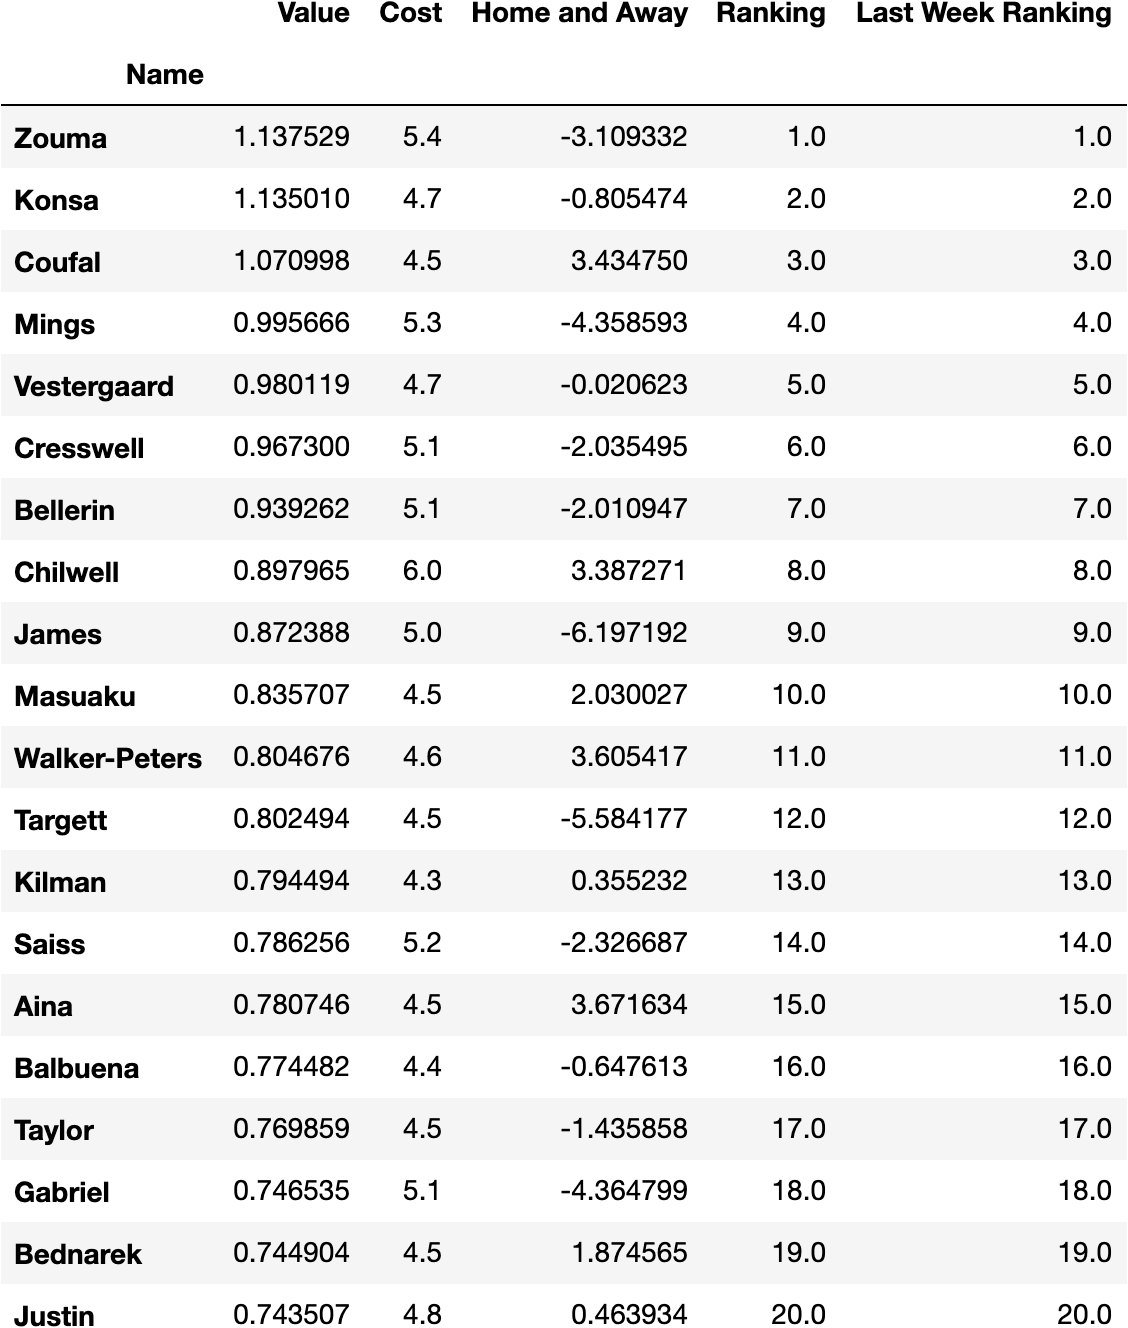 Value Cost Home and Away Ranking Last Week Ranking
Name
Zouma 1.137529 5.4 -3.109332 1.0 1.0
Konsa 1.135010 4.7 -0.805474 2.0 2.0
Coufal 1.070998 4.5 3.434750 3.0 3.0
Mings 0.995666 5.3 -4.358593 4.0 4.0
Vestergaard 0.980119 4.7 -0.020623 5.0 5.0
Cresswell 0.967300 5.1 -2.035495 6.0 6.0
Bellerin 0.939262 5.1 -2.010947 7.0 7.0
Chilwell 0.897965 6.0 3.387271 8.0 8.0
James 0.872388 5.0 -6.197192 9.0 9.0
Masuaku 0.835707 4.5 2.030027 10.0 10.0
Walker-Peters 0.804676 4.6 3.605417 11.0 11.0
Targett 0.802494 4.5 -5.584177 12.0 12.0
Kilman 0.794494 4.3 0.355232 13.0 13.0
Saiss 0.786256 5.2 -2.326687 14.0 14.0
Aina 0.780746 4.5 3.671634 15.0 15.0
Balbuena 0.774482 4.4 -0.647613 16.0 16.0
Taylor 0.769859 4.5 -1.435858 17.0 17.0
Gabriel 0.746535 5.1 -4.364799 18.0 18.0
Bednarek 0.744904 4.5 1.874565 19.0 19.0
Justin 0.743507 4.8 0.463934 20.0 20.0